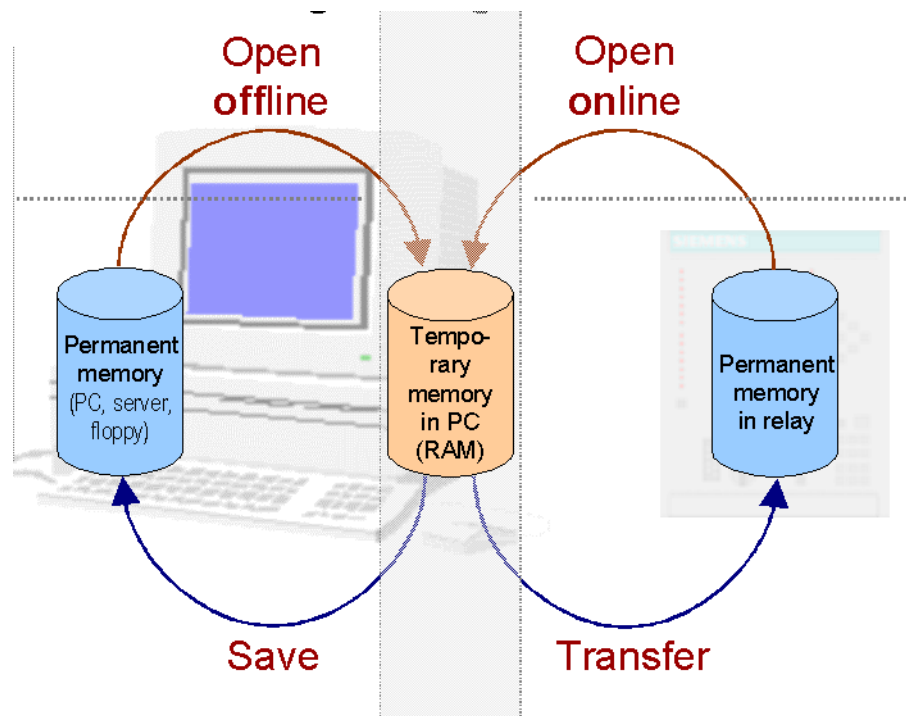 Open
offline
Open
online
Permanent
memory
(PC, server,
floppy)
Tempo-
rary
memory
in PC
(RAM)
SIEMENS
Permanent
memory
in relay
Save
Transfer